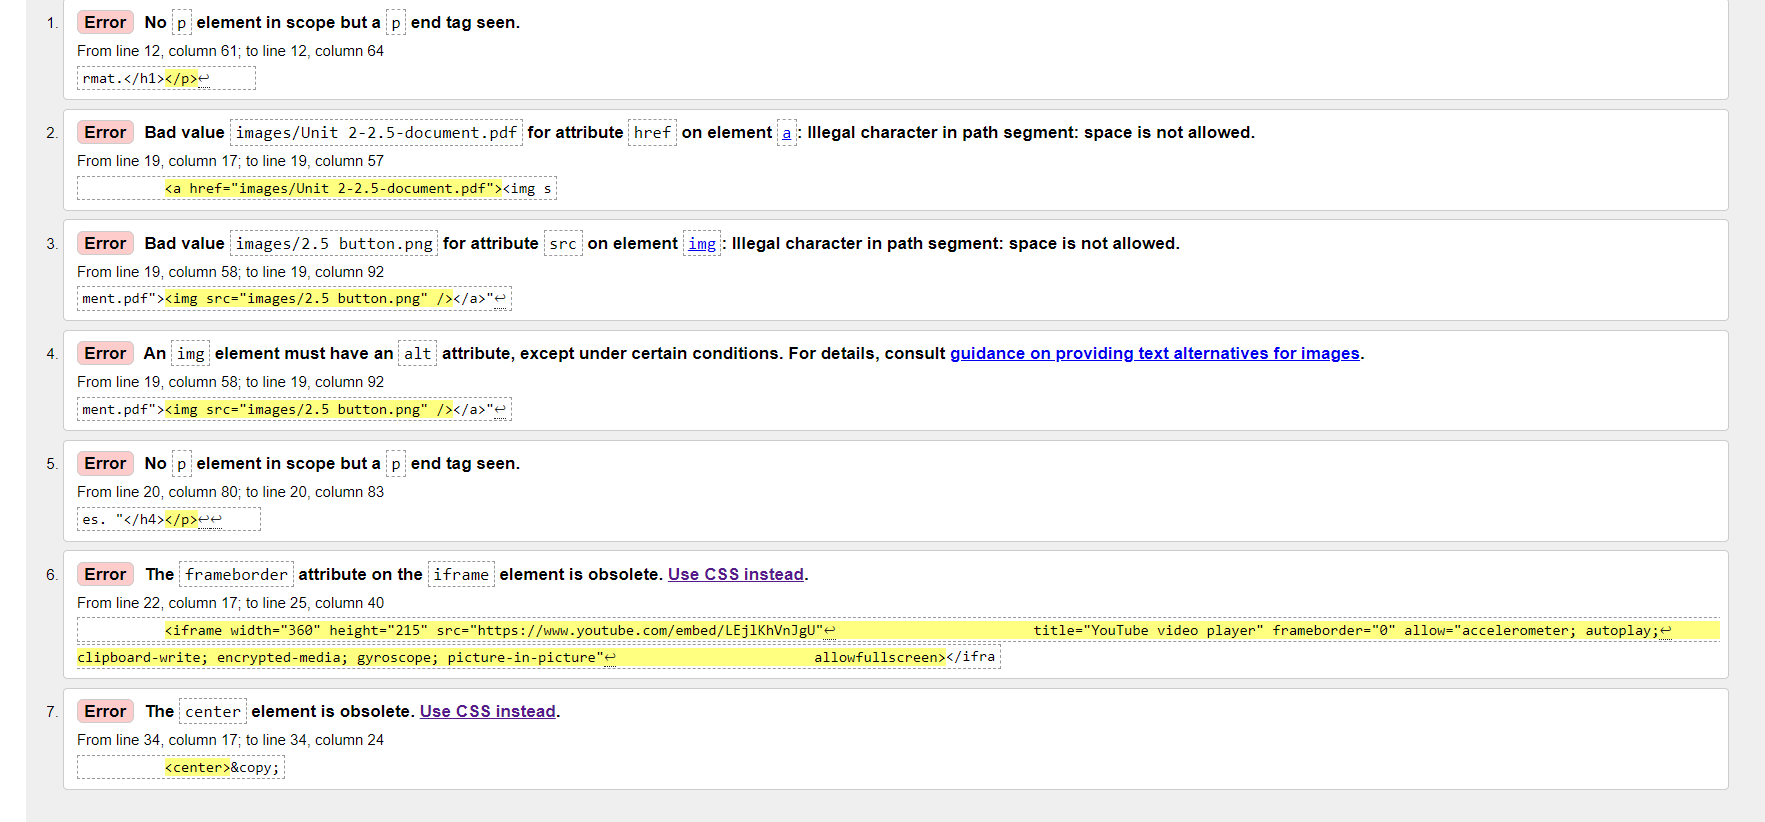 1. Error No p element in scope but a p end tag seen.
From line 12, column 61; to line 12, column 64
rmat.</h1></p>↩
2. Error Bad value images/Unit 2-2.5-document.pdf for attribute href on element a: Illegal character in path segment: space is not allowed.
From line 19, column 17; to line 19, column 57
<a href="images/Unit 2-2.5-document.pdf"><img s
3. Error Bad value images/2.5 button.png for attribute src on element img: Illegal character in path segment: space is not allowed.
From line 19, column 58; to line 19, column 92
ment.pdf"><img src="images/2.5 button.png" /></a>"↩
4. Error An img element must have an alt attribute, except under certain conditions. For details, consult guidance on providing text alternatives for images.
From line 19, column 58; to line 19, column 92
ment.pdf"><img src="images/2.5 button.png" /></a>"↩
5. Error No p element in scope but a p end tag seen.
From line 20, column 80; to line 20, column 83
es. "</h4></p>↩↩
6. Error The frameborder attribute on the iframe element is obsolete. Use CSS instead.
From line 22, column 17; to line 25, column 40
<iframe width="360" height="215" src="https://www.youtube.com/embed/LEjlKhVnJgU"↩ title="YouTube video player" frameborder="0" allow="accelerometer; autoplay;↩
clipboard-write; encrypted-media; gyroscope; picture-in-picture"↩ allowfullscreen></ifra
7. Error The center element is obsolete. Use CSS instead.
From line 34, column 17; to line 34, column 24
<center>&copy;